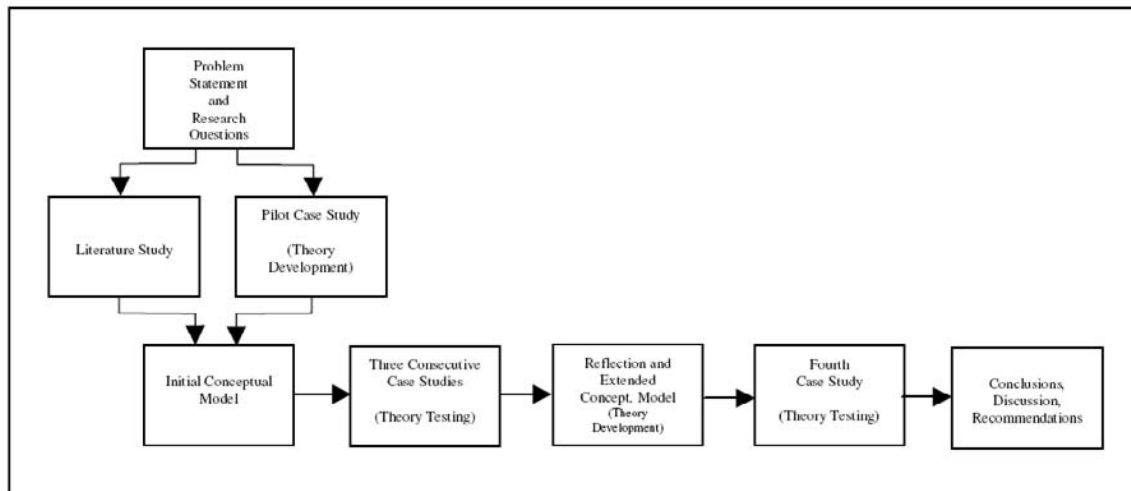 Problem
Statement
and
Research
Questions
Literature Study
Pilot Case Study
(Theory
Development)
Initial Conceptual
Model
Three Consecutive
Case Studies
(Theory Testing)
Reflection and
Extended
Concept. Model
(Theory
Development)
Fourth
Case Study
(Theory Testing)
Conclusions,
Discussion,
Recommendations